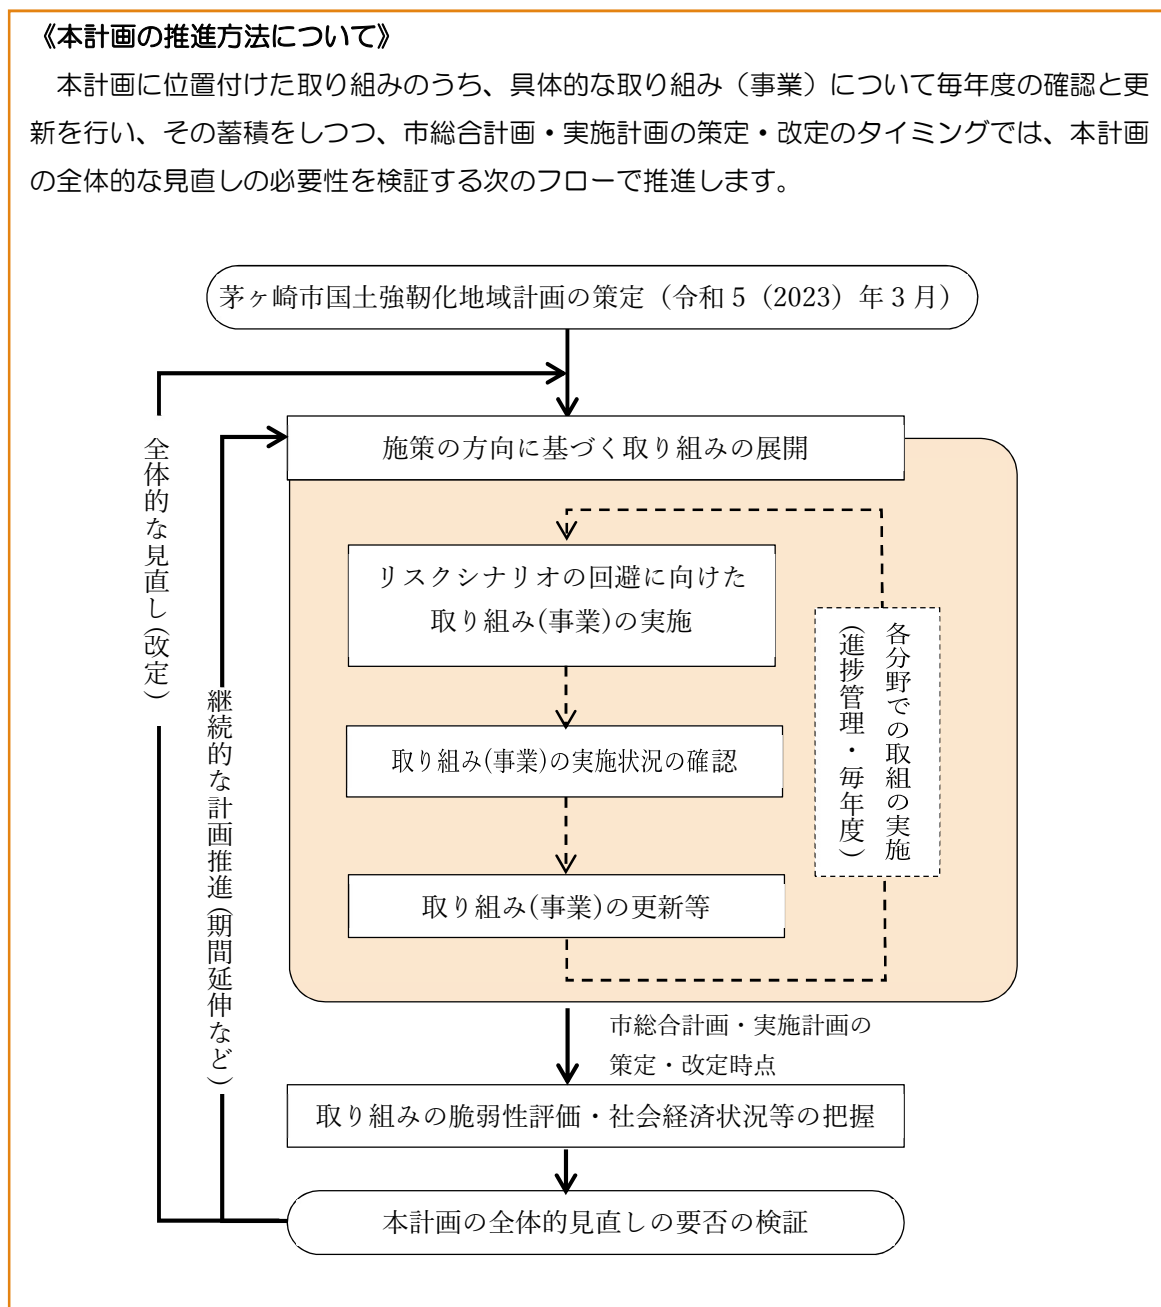 《本計画の推進方法について》
　本計画に位置付けた取り組みのうち、具体的な取り組み（事業）について毎年度の確認と更
新を行い、その蓄積をしつつ、市総合計画・実施計画の策定・改定のタイミングでは、本計画
の全体的な見直しの必要性を検証する次のフローで推進します。
茅ヶ崎市国土強靭化地域計画の策定（令和５（2023）年３月）
施策の方向に基づく取り組みの展開
リスクシナリオの回避に向けた
取り組み(事業)の実施
取り組み(事業)の実施状況の確認
取り組み(事業)の更新等
各分野での取組の実施
(進捗管理・毎年度)
全体的な見直し(改定)
継続的な計画推進(期間延伸など)
市総合計画・実施計画の
策定・改定時点
取り組みの脆弱性評価・社会経済状況等の把握
本計画の全体的見直しの要否の検証